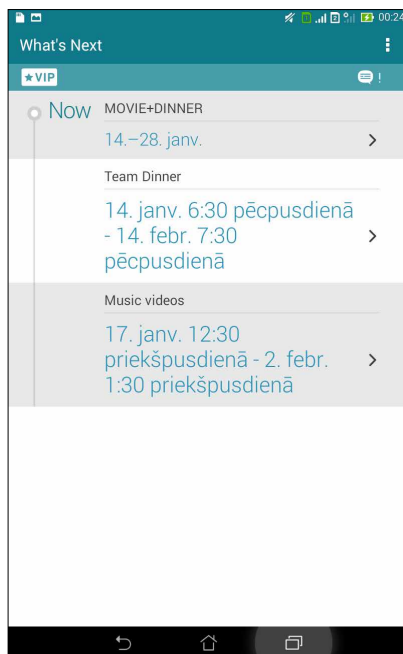 00:24
What's Next
★VIP !
Now MOVIE+DINNER
14.–28. janv.
Team Dinner
14. janv. 6:30 pēcpusdienā
- 14. febr. 7:30
pēcpusdienā
Music videos
17. janv. 12:30
priekšpusdienā - 2. febr.
1:30 priekšpusdienā